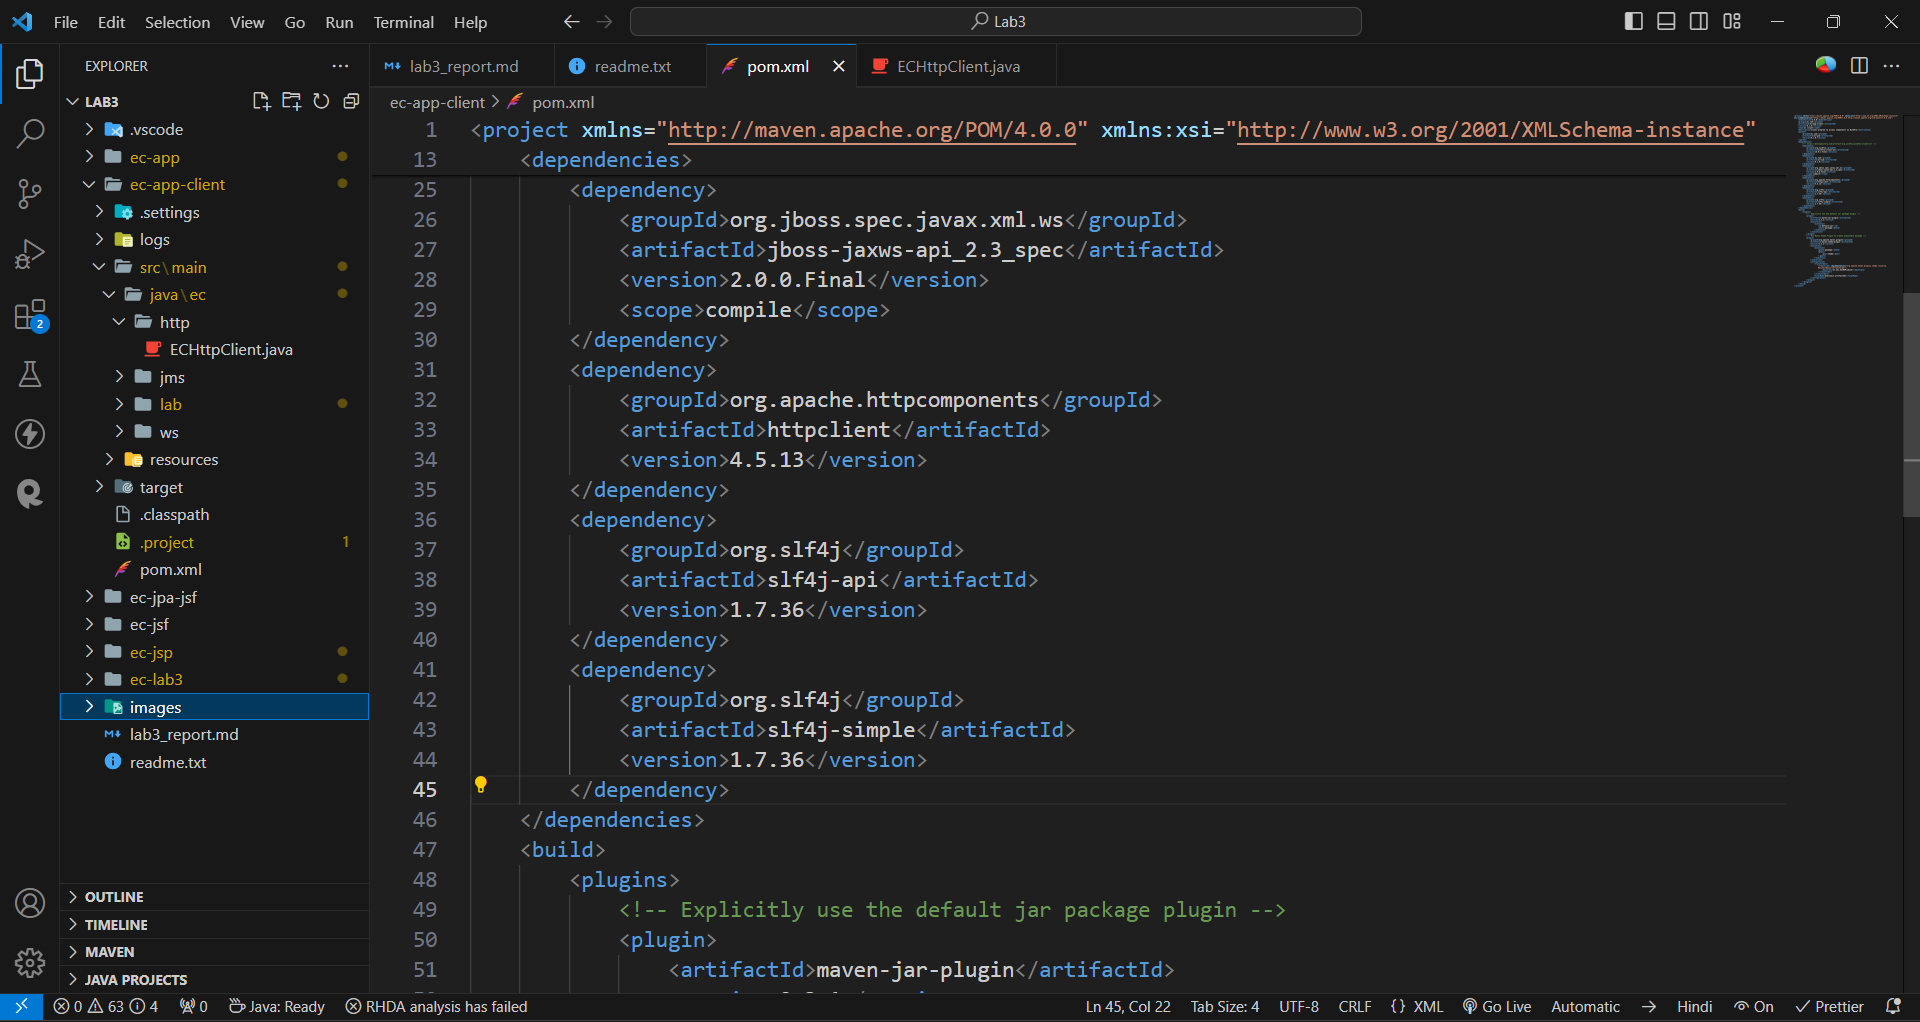 File Edit Selection View Go Run Terminal Help
Lab3
EXPLORER
LAB3
.vscode
ec-app
ec-app-client
.settings
logs
src\main
java\ec
http
ECHttpClient.java
jms
lab
ws
resources
target
.classpath
.project 1
pom.xml
ec-jpa-jsf
ec-jsf
ec-jsp
ec-lab3
images
lab3_report.md
readme.txt
OUTLINE
TIMELINE
MAVEN
JAVA PROJECTS
2
lab3_report.md readme.txt pom.xml ECHttpClient.java
ec-app-client > pom.xml
1 <project xmlns="http://maven.apache.org/POM/4.0.0" xmlns:xsi="http://www.w3.org/2001/XMLSchema-instance"
13 <dependencies>
25 <dependency>
26 <groupId>org.jboss.spec.javax.xml.ws</groupId>
27 <artifactId>jboss-jaxws-api_2.3_spec</artifactId>
28 <version>2.0.0.Final</version>
29 <scope>compile</scope>
30 </dependency>
31 <dependency>
32 <groupId>org.apache.httpcomponents</groupId>
33 <artifactId>httpclient</artifactId>
34 <version>4.5.13</version>
35 </dependency>
36 <dependency>
37 <groupId>org.slf4j</groupId>
38 <artifactId>slf4j-api</artifactId>
39 <version>1.7.36</version>
40 </dependency>
41 <dependency>
42 <groupId>org.slf4j</groupId>
43 <artifactId>slf4j-simple</artifactId>
44 <version>1.7.36</version>
45 </dependency>
46 </dependencies>
47 <build>
48 <plugins>
49 <!-- Explicitly use the default jar package plugin -->
50 <plugin>
51 <artifactId>maven-jar-plugin</artifactId>
0 63 4 0 Java: Ready RHDA analysis has failed Ln 45, Col 22 Tab Size: 4 UTF-8 CRLF {} XML Go Live Automatic Hindi On Prettier